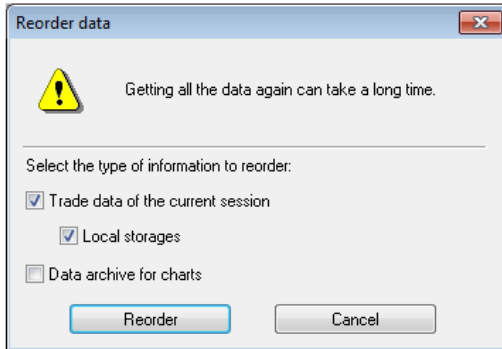 Reorder data
Getting all the data again can take a long time.
Select the type of information to reorder:
Trade data of the current session
Local storages
Data archive for charts
Reorder
Cancel